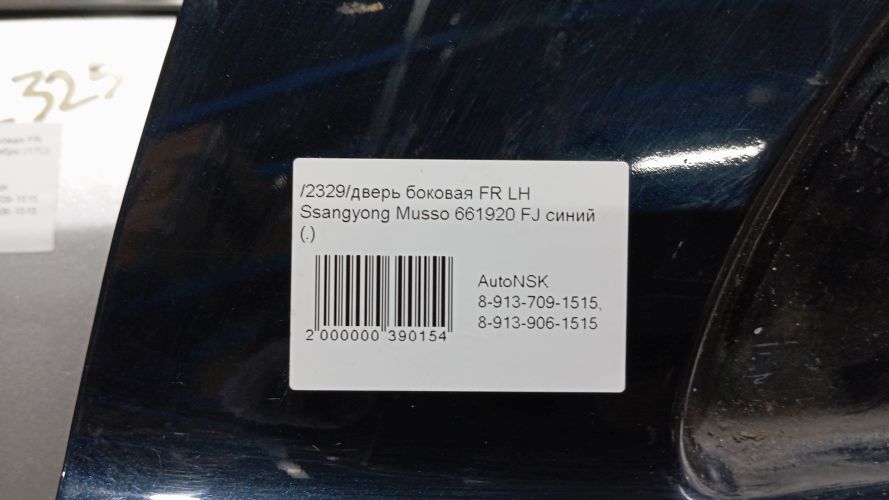 325
/2329/дверь боковая FR LH
Ssangyong Musso 661920 FJ синий
(.)
AutoNSK
8-913-709-1515,
8-913-906-1515
2 000000 390154